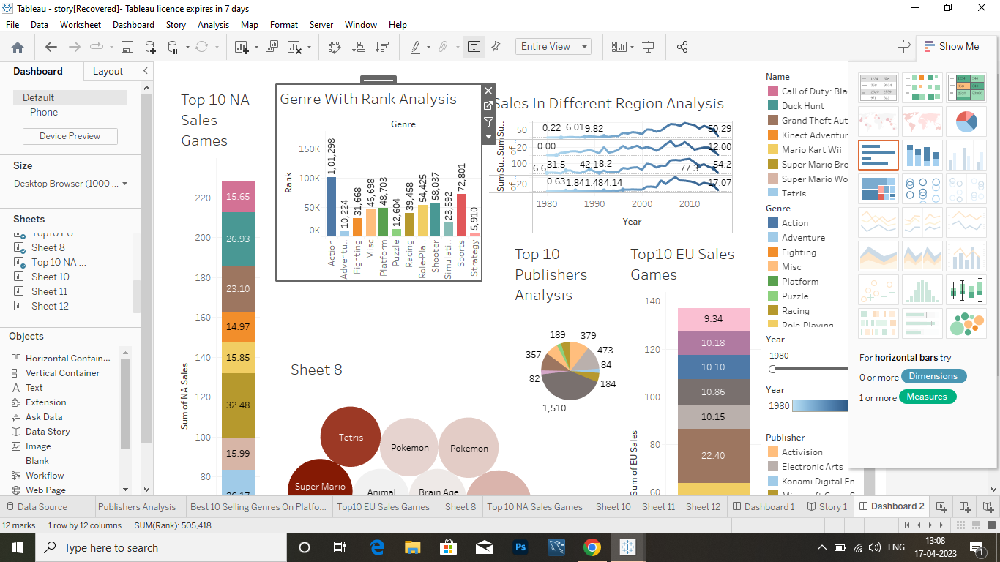 Tableau - story[Recovered]- Tableau licence expires in 7 days
File Data Worksheet Dashboard Story Analysis Map Format Server Window Help
Entire View
Show Me
Dashboard Layout
Default
Phone
Device Preview
Size
Desktop Browser (1000 ...
Sheets
Top10 EU ...
Sheet 8
Top 10 NA ...
Sheet 10
Sheet 11
Sheet 12
Objects
Horizontal Contain...
Vertical Container
Text
Extension
Ask Data
Data Story
Image
Blank
Workflow
Web Page
Top 10 NA
Sales
Games
Sum of NA Sales
220
200
180
160
140
120
100
80
15.65
26.93
23.10
14.97
15.85
32.48
15.99
26.17
Genre With Rank Analysis
Genre
Rank
150K
100K
50K
0K
1,01,298
10,224
31,668
46,698
48,703
12,604
39,458
54,425
58,037
23,592
72,801
5,910
Action
Adventu..
Fighting
Misc
Platform
Puzzle
Racing
Role-Pla..
Shooter
Simulati..
Sports
Strategy
Sales In Different Region Analysis
50 0.22 6.01 9.82 50.29
20 0.00 12.00
100 6.6 31.5 42.1 18.2 77.3 54.2
20 0.63 1.84 1.48 4.14 17.07
1980 1990 2000 2010
Year
Top 10
Publishers
Analysis
189
379
473
84
184
1,510
82
357
Top10 EU Sales
Games
Sum of EU Sales
140
120
100
80
60
9.34
10.18
10.10
10.86
10.15
22.40
Sheet 8
Tetris
Pokemon
Pokemon
Super Mario
Animal
Brain Age
Name
Call of Duty: Bla
Duck Hunt
Grand Theft Aut
Kinect Adventur
Mario Kart Wii
Super Mario Bro
Super Mario Wo
Tetris
Genre
Action
Adventure
Fighting
Misc
Platform
Puzzle
Racing
Role-Playing
Year
1980
Year
1980
Publisher
Activision
Electronic Arts
Konami Digital En..
Microsoft Game S
For horizontal bars try
0 or more Dimensions
1 or more Measures
Data Source Publishers Analysis Best 10 Selling Genres On Platfo... Top10 EU Sales Games Sheet 8 Top 10 NA Sales Games Sheet 10 Sheet 11 Sheet 12 Dashboard 1 Story 1 Dashboard 2
12 marks 1 row by 12 columns SUM(Rank): 505,418
Type here to search
Ps
ENG
13:08
17-04-2023
1